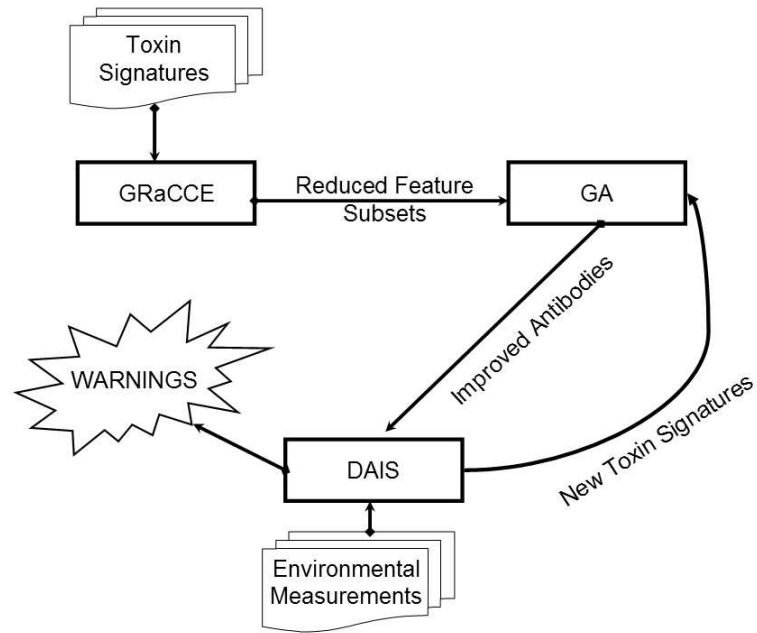 Toxin
Signatures
GRaCCE
Reduced Feature
Subsets
GA
Improved Antibodies
WARNINGS
DAIS
New Toxin Signatures
Environmental
Measurements